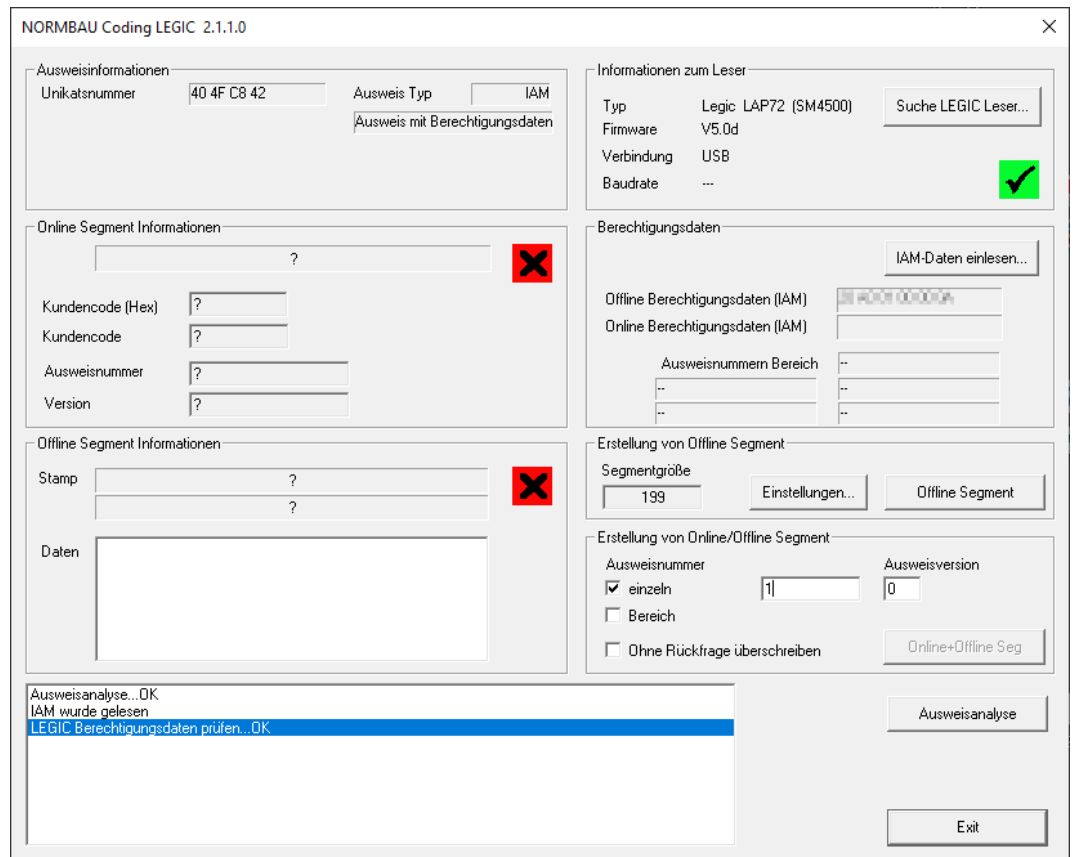 NORMBAU Coding LEGIC 2.1.1.0
Ausweisinformationen
Unikatsnummer 40 4F C8 42 Ausweis Typ IAM
Ausweis mit Berechtigungsdaten
Informationen zum Leser
Typ Legic LAP72 (SM4500) Suche LEGIC Leser...
Firmware V5.0d
Verbindung USB
Baudrate ---
Online Segment Informationen
?
Kundencode (Hex) ?
Kundencode ?
Ausweisnummer ?
Version ?
Berechtigungsdaten
IAM-Daten einlesen...
Offline Berechtigungsdaten (IAM)
Online Berechtigungsdaten (IAM)
Ausweisnummern Bereich --
-- --
-- --
Offline Segment Informationen
Stamp ?
?
Daten
Erstellung von Offline Segment
Segmentgröße
199 Einstellungen... Offline Segment
Erstellung von Online/Offline Segment
Ausweisnummer Ausweisversion
einzeln 1 0
Bereich
Ohne Rückfrage überschreiben Online+Offline Seg
Ausweisanalyse...OK
IAM wurde gelesen
LEGIC Berechtigungsdaten prüfen...OK
Ausweisanalyse
Exit